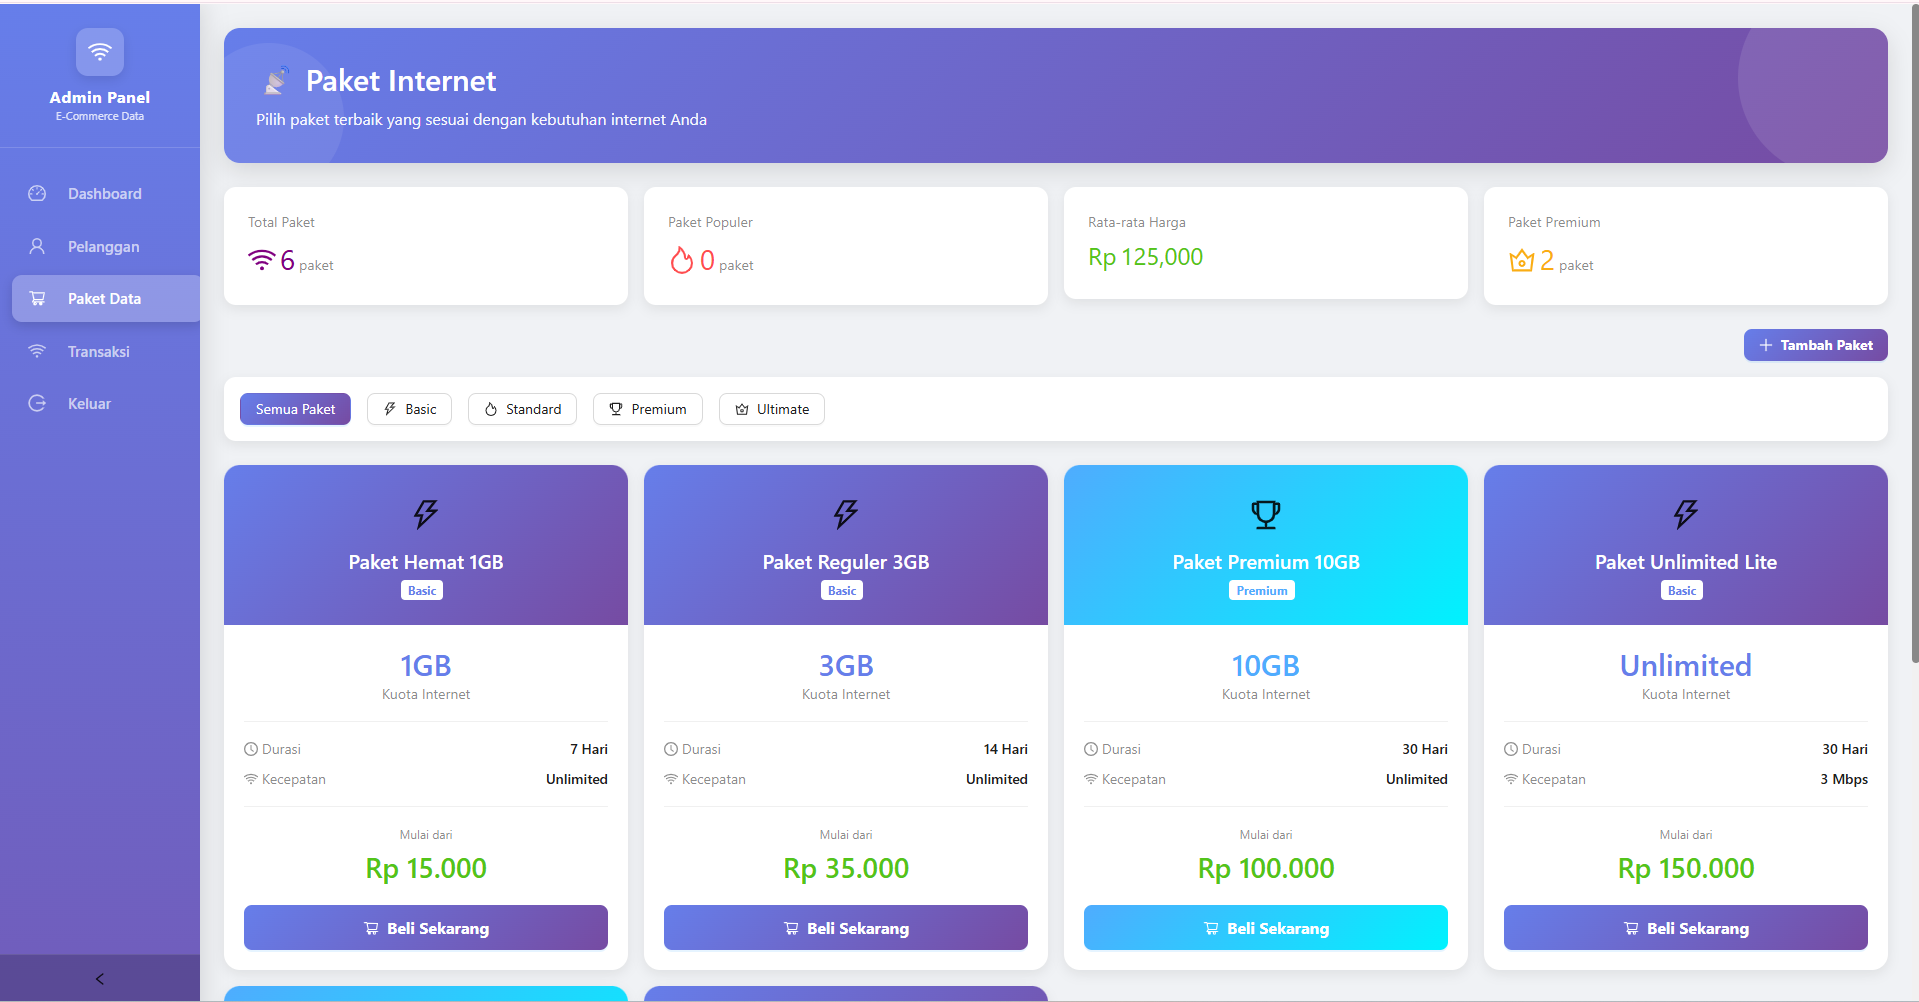 Admin Panel
E-Commerce Data
Dashboard
Pelanggan
Paket Data
Transaksi
Keluar
Paket Internet
Pilih paket terbaik yang sesuai dengan kebutuhan internet Anda
Total Paket
6 paket
Paket Populer
0 paket
Rata-rata Harga
Rp 125,000
Paket Premium
2 paket
+ Tambah Paket
Semua Paket
Basic
Standard
Premium
Ultimate
Paket Hemat 1GB
Basic
1GB
Kuota Internet
Durasi 7 Hari
Kecepatan Unlimited
Mulai dari
Rp 15.000
Beli Sekarang
Paket Reguler 3GB
Basic
3GB
Kuota Internet
Durasi 14 Hari
Kecepatan Unlimited
Mulai dari
Rp 35.000
Beli Sekarang
Paket Premium 10GB
Premium
10GB
Kuota Internet
Durasi 30 Hari
Kecepatan Unlimited
Mulai dari
Rp 100.000
Beli Sekarang
Paket Unlimited Lite
Basic
Unlimited
Kuota Internet
Durasi 30 Hari
Kecepatan 3 Mbps
Mulai dari
Rp 150.000
Beli Sekarang